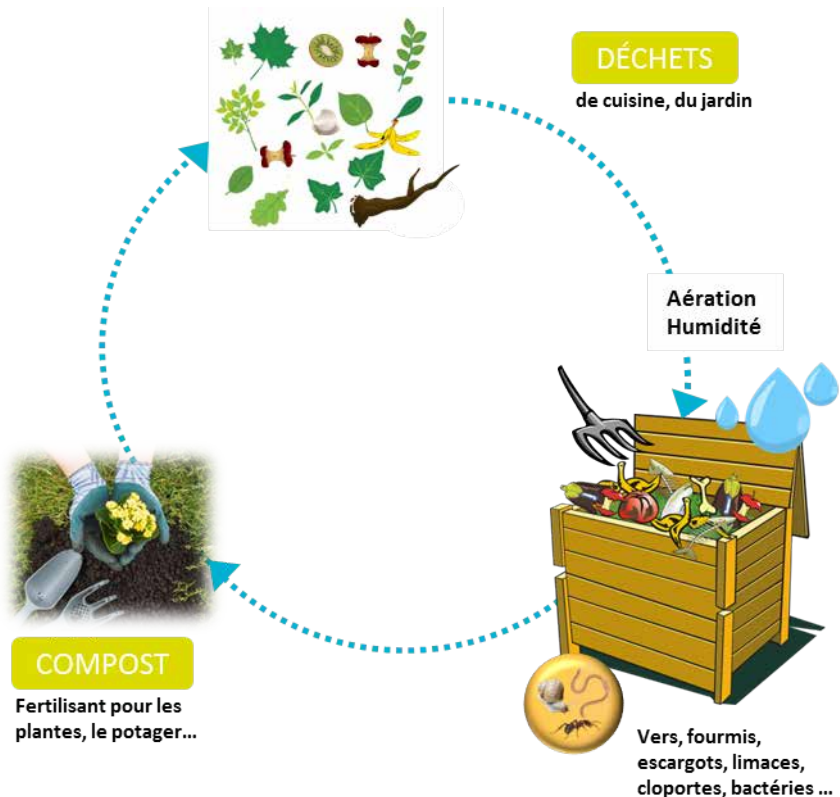 DÉCHETS
de cuisine, du jardin
Aération
Humidité
COMPOST
Fertilisant pour les
plantes, le potager...
Vers, fourmis,
escargots, limaces,
cloportes, bactéries ...